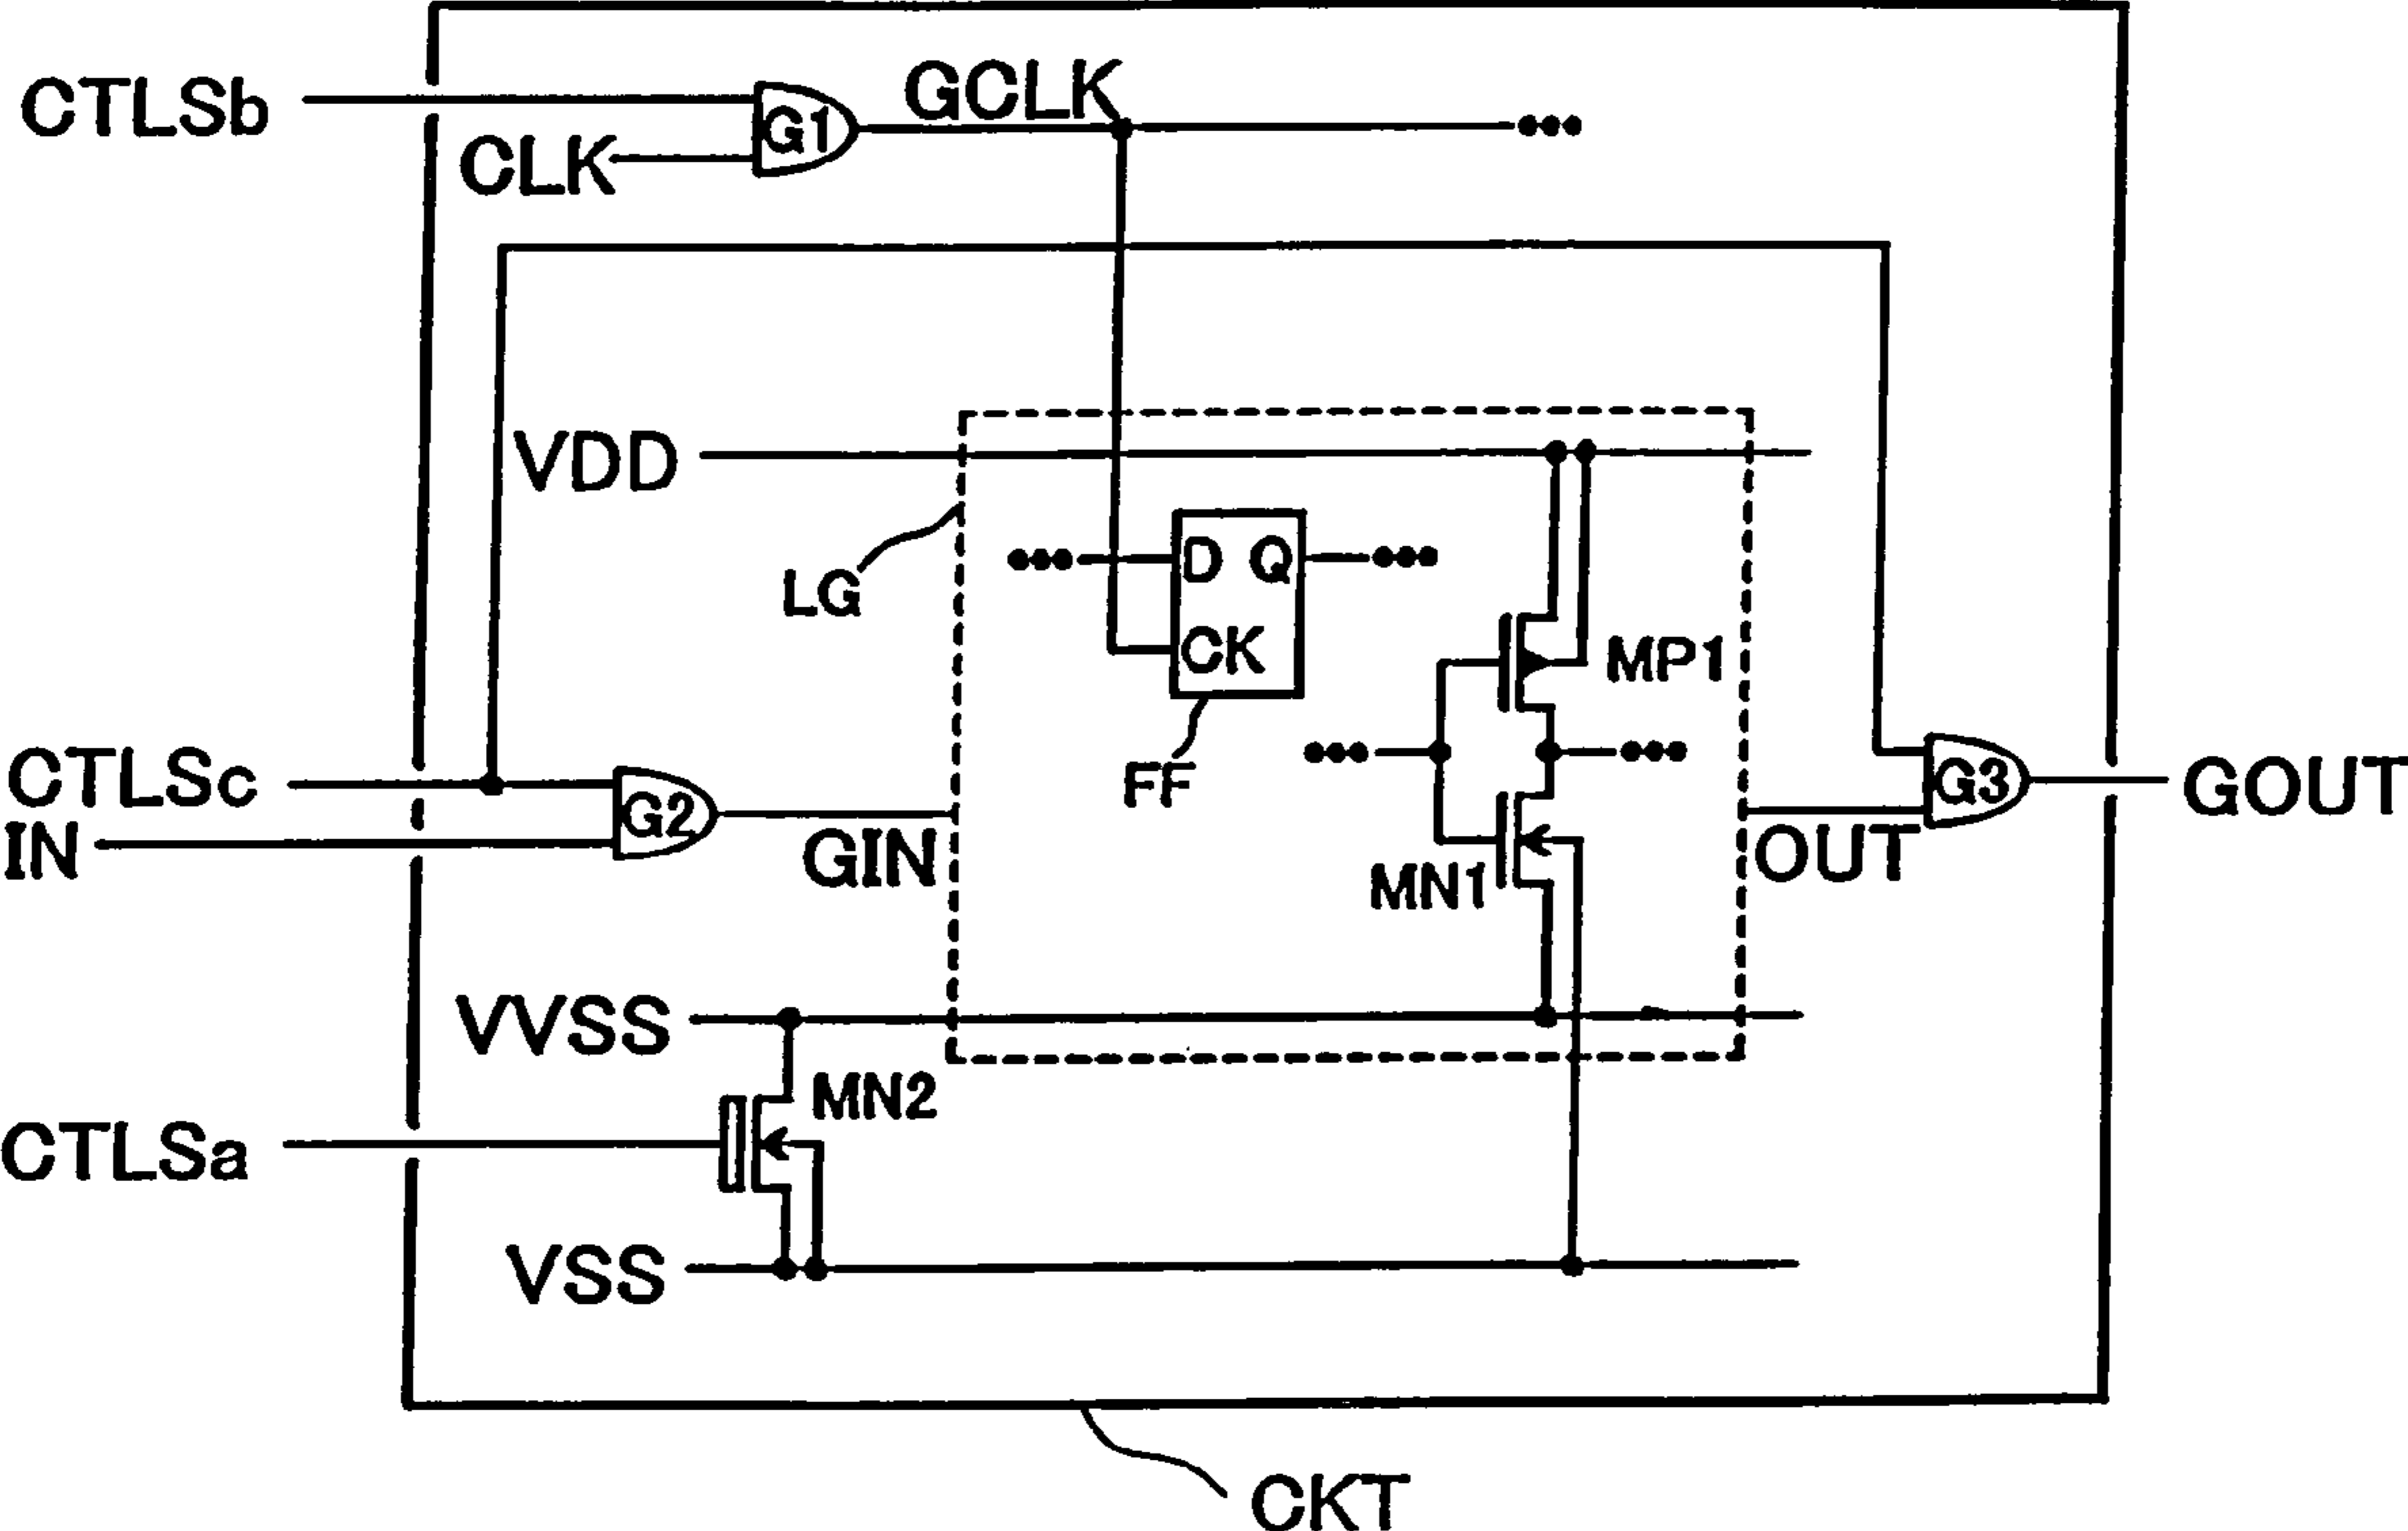 CTLSb
GCLK
G1
CLK
VDD
D Q
LG
CK
MP1
CTLSc
FF
G3
GOUT
G2
IN
GIN
MN1
OUT
VVSS
MN2
CTLSa
VSS
CKT